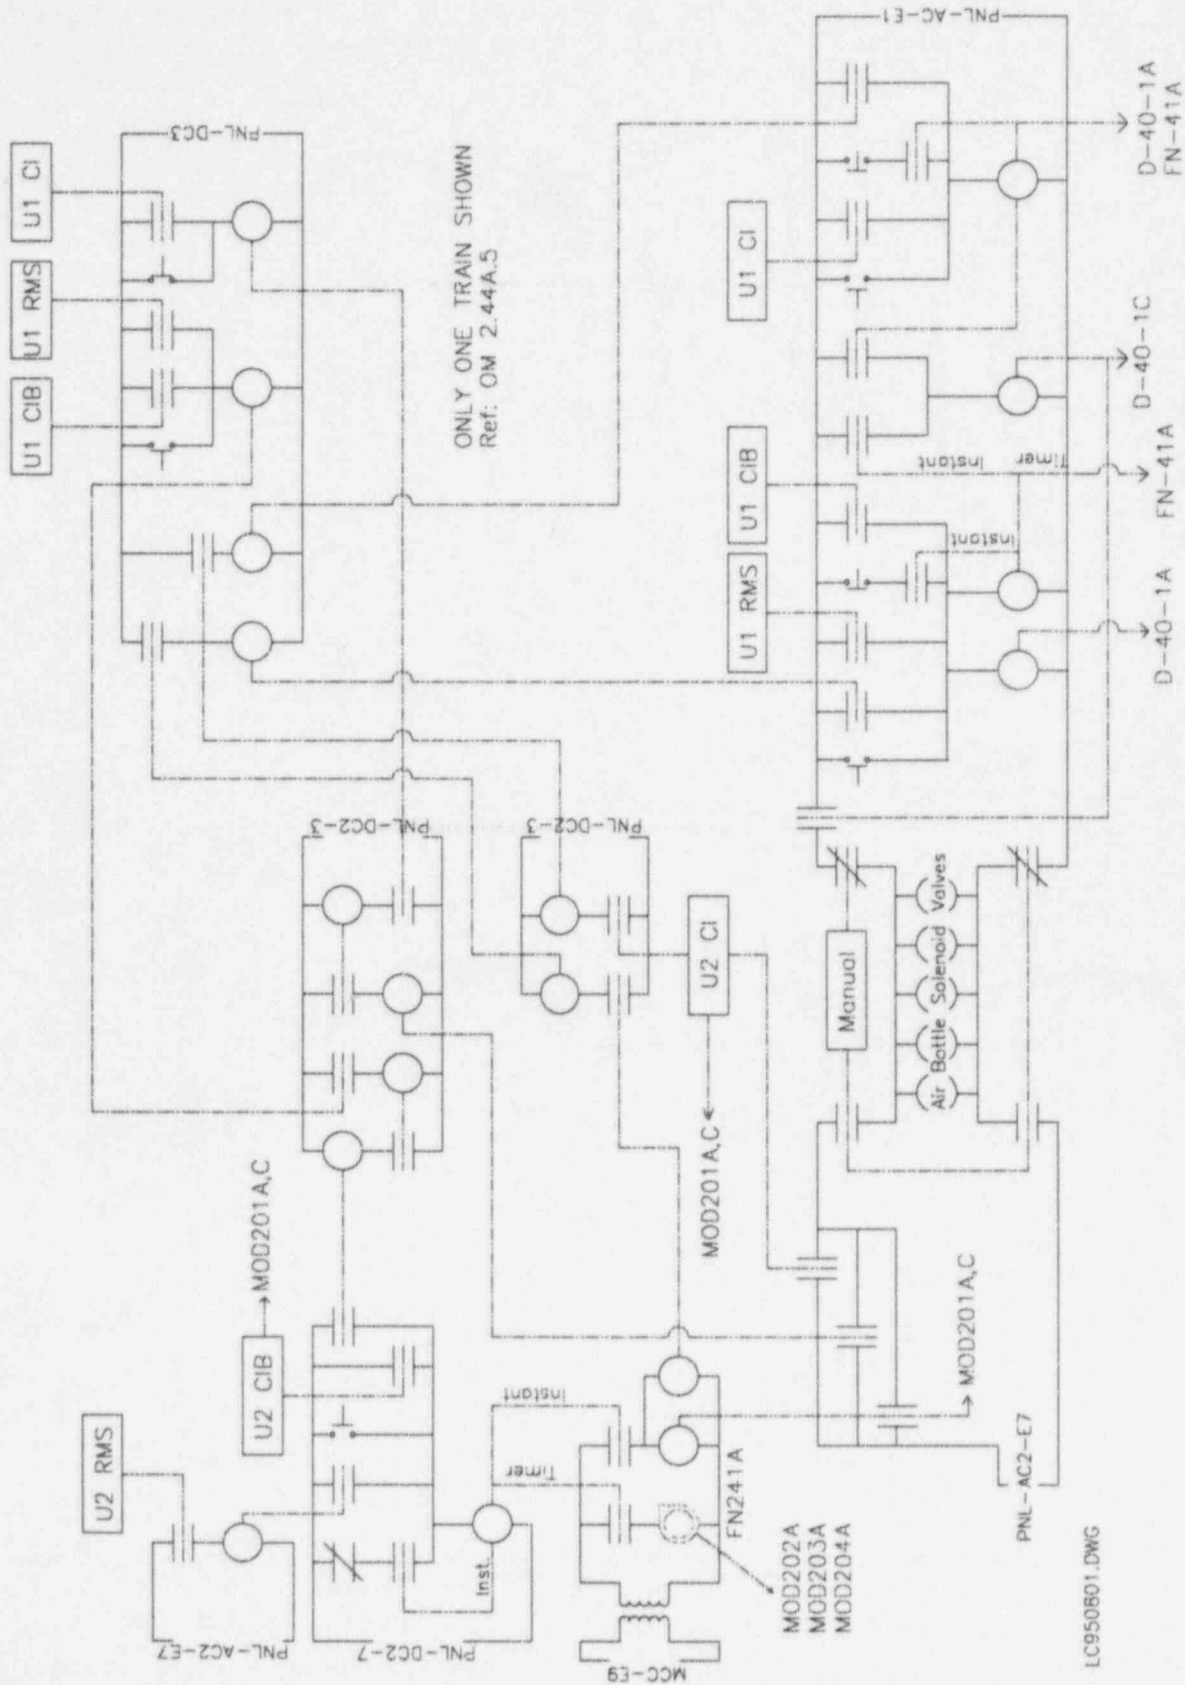 PNL-AC-E1
PNL-DC3
U1 CI
U1 RMS
U1 CIB
ONLY ONE TRAIN SHOWN
Ref: OM 2.44A.5
U1 CI
D-40-1A
FN-41A
D-40-1C
U1 CIB
Instant
Timer
Instant
FN-41A
U1 RMS
D-40-1A
PNL-DC2-3
PNL-DC2-3
U2 CI
MOD201A,C
Manual
Air Bottle Solenoid Valves
MOD201A,C
U2 CIB
U2 RMS
Instant
Timer
Inst.
MOD201A,C
FN241A
PNL-AC2-E7
PNL-DC2-7
MCC-E9
MOD202A
MOD203A
MOD204A
PNL-AC2-E7
LC950801.DWG